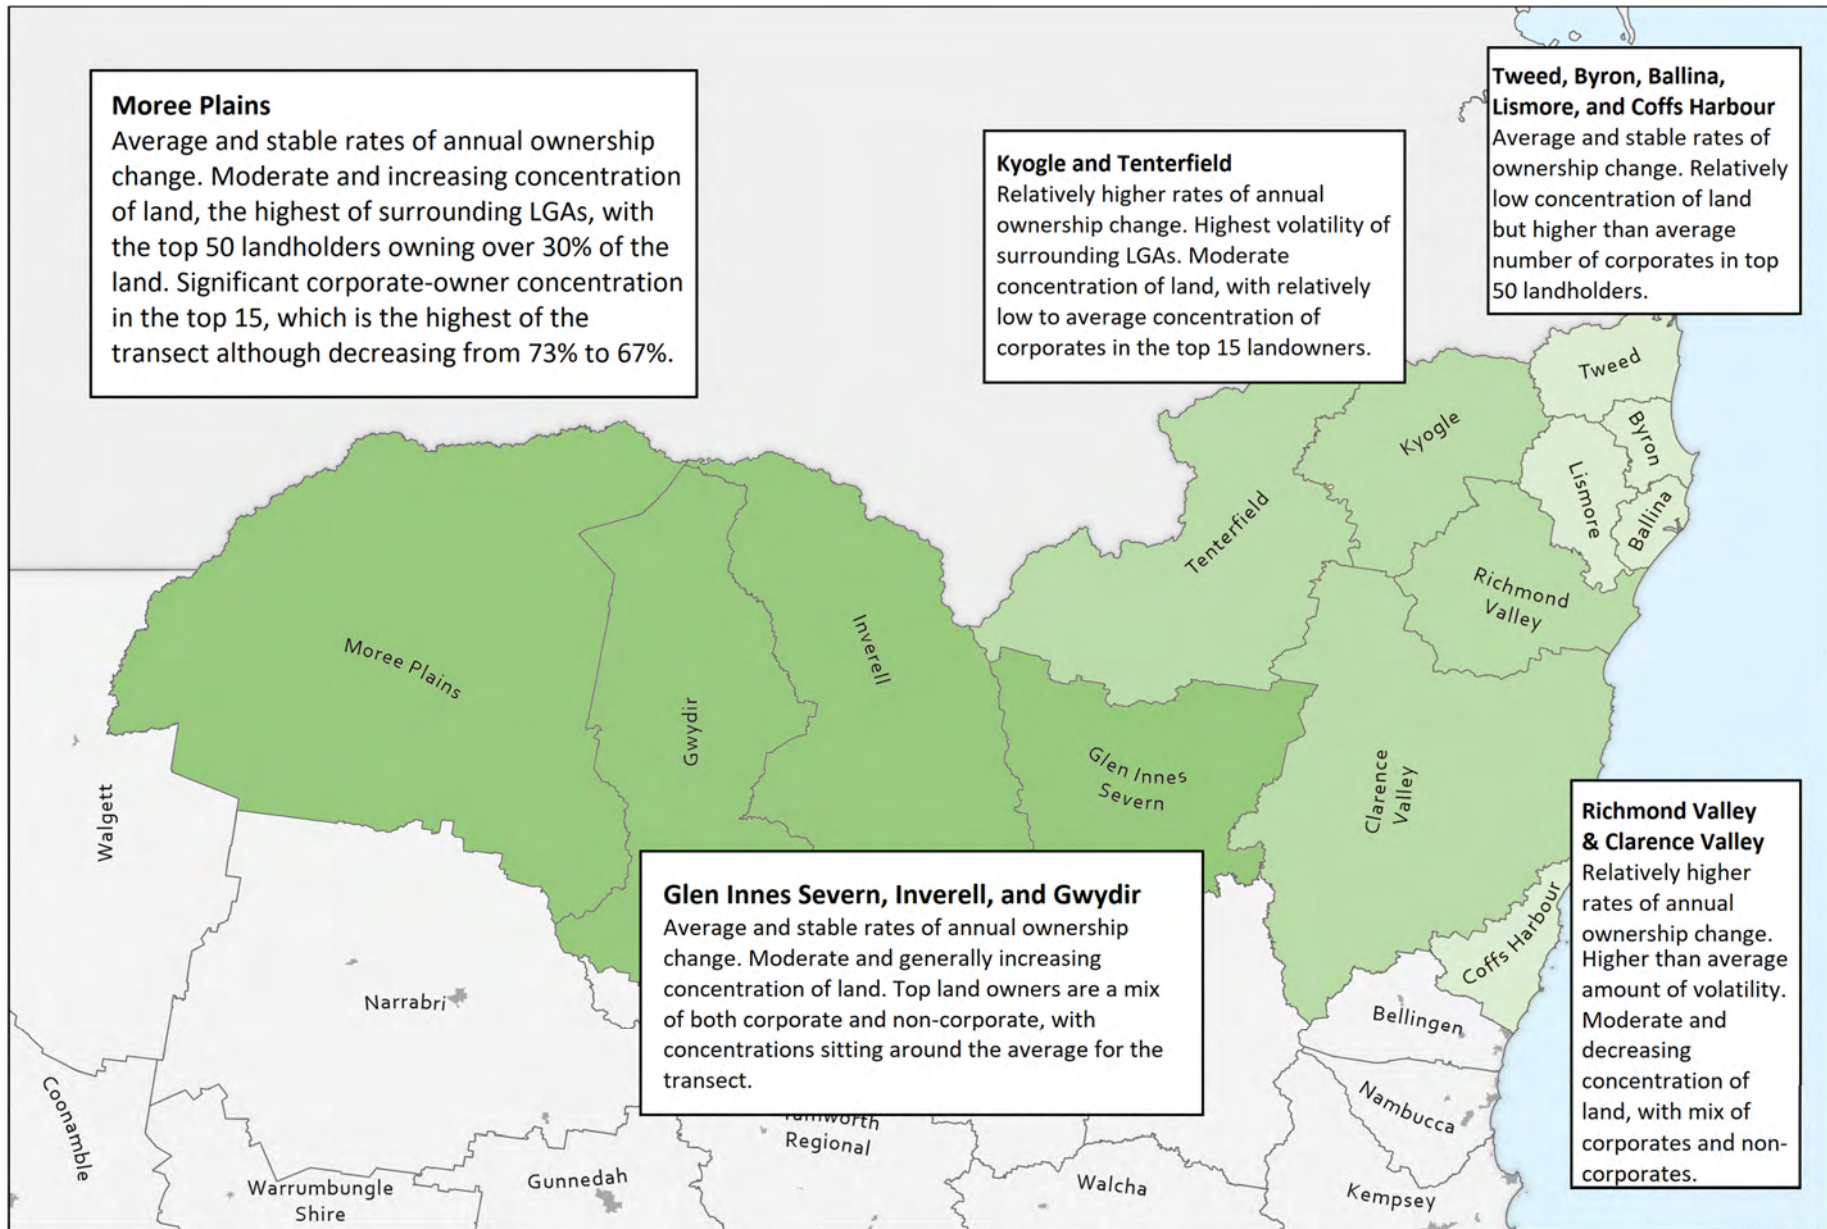 Moree Plains
Average and stable rates of annual ownership
change. Moderate and increasing concentration
of land, the highest of surrounding LGAs, with
the top 50 landholders owning over 30% of the
land. Significant corporate-owner concentration
in the top 15, which is the highest of the
transect although decreasing from 73% to 67%.
Kyogle and Tenterfield
Relatively higher rates of annual
ownership change. Highest volatility of
surrounding LGAs. Moderate
concentration of land, with relatively
low to average concentration of
corporates in the top 15 landowners.
Tweed, Byron, Ballina,
Lismore, and Coffs Harbour
Average and stable rates of
ownership change. Relatively
low concentration of land
but higher than average
number of corporates in top
50 landholders.
Tweed
Byron
Kyogle
Lismore
Ballina
Tenterfield
Richmond
Valley
Inverell
Moree Plains
Gwydir
Glen Innes
Severn
Clarence
Valley
Walgett
Richmond Valley
& Clarence Valley
Relatively higher
rates of annual
ownership change.
Higher than average
amount of volatility.
Moderate and
decreasing
concentration of
land, with mix of
corporates and non-
corporates.
Glen Innes Severn, Inverell, and Gwydir
Average and stable rates of annual ownership
change. Moderate and generally increasing
concentration of land. Top land owners are a mix
of both corporate and non-corporate, with
concentrations sitting around the average for the
transect.
Coffs Harbour
Narrabri
Bellingen
Coonamble
Nambucca
Tamworth
Regional
Gunnedah
Warrumbungle
Shire
Walcha
Kempsey